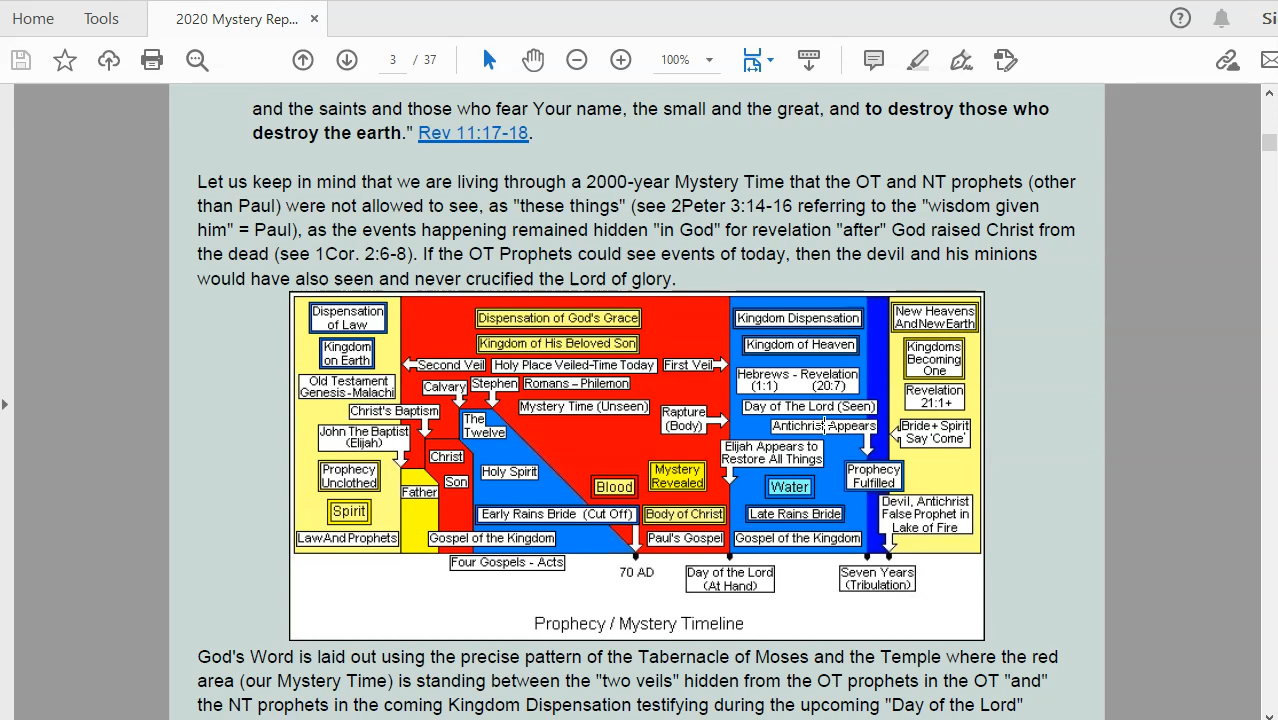 Home
Tools
2020 Mystery Rep...
×
Si
3 / 37
100%
and the saints and those who fear Your name, the small and the great, and to destroy those who
destroy the earth." Rev 11:17-18.
Let us keep in mind that we are living through a 2000-year Mystery Time that the OT and NT prophets (other
than Paul) were not allowed to see, as "these things" (see 2Peter 3:14-16 referring to the "wisdom given
him" = Paul), as the events happening remained hidden "in God" for revelation "after" God raised Christ from
the dead (see 1Cor. 2:6-8). If the OT Prophets could see events of today, then the devil and his minions
would have also seen and never crucified the Lord of glory.
Dispensation
of Law
Kingdom
on Earth
Old Testament
Genesis - Malachi
Christ's Baptism
John The Baptist
(Elijah)
Prophecy
Unclothed
Spirit
Law And Prophets
Dispensation of God's Grace
Kingdom of His Beloved Son
Second Veil
Holy Place Veiled-Time Today
First Veil
Calvary
Stephen
Romans – Philemon
Mystery Time (Unseen)
The
Twelve
Rapture
(Body)
Christ
Son
Father
Holy Spirit
Blood
Mystery
Revealed
Early Rains Bride (Cut Off)
Body of Christ
Gospel of the Kingdom
Paul's Gospel
Four Gospels - Acts
70 AD
Kingdom Dispensation
Kingdom of Heaven
Hebrews - Revelation
(1:1) (20:7)
Day of The Lord (Seen)
Antichrist Appears
Elijah Appears to
Restore All Things
Water
Prophecy
Fulfilled
Late Rains Bride
Gospel of the Kingdom
Day of the Lord
(At Hand)
Seven Years
(Tribulation)
New Heavens
And New Earth
Kingdoms
Becoming
One
Revelation
21:1+
Bride + Spirit
Say 'Come'
Devil, Antichrist
False Prophet in
Lake of Fire
Prophecy / Mystery Timeline
God's Word is laid out using the precise pattern of the Tabernacle of Moses and the Temple where the red
area (our Mystery Time) is standing between the "two veils" hidden from the OT prophets in the OT "and"
the NT prophets in the coming Kingdom Dispensation testifying during the upcoming "Day of the Lord"